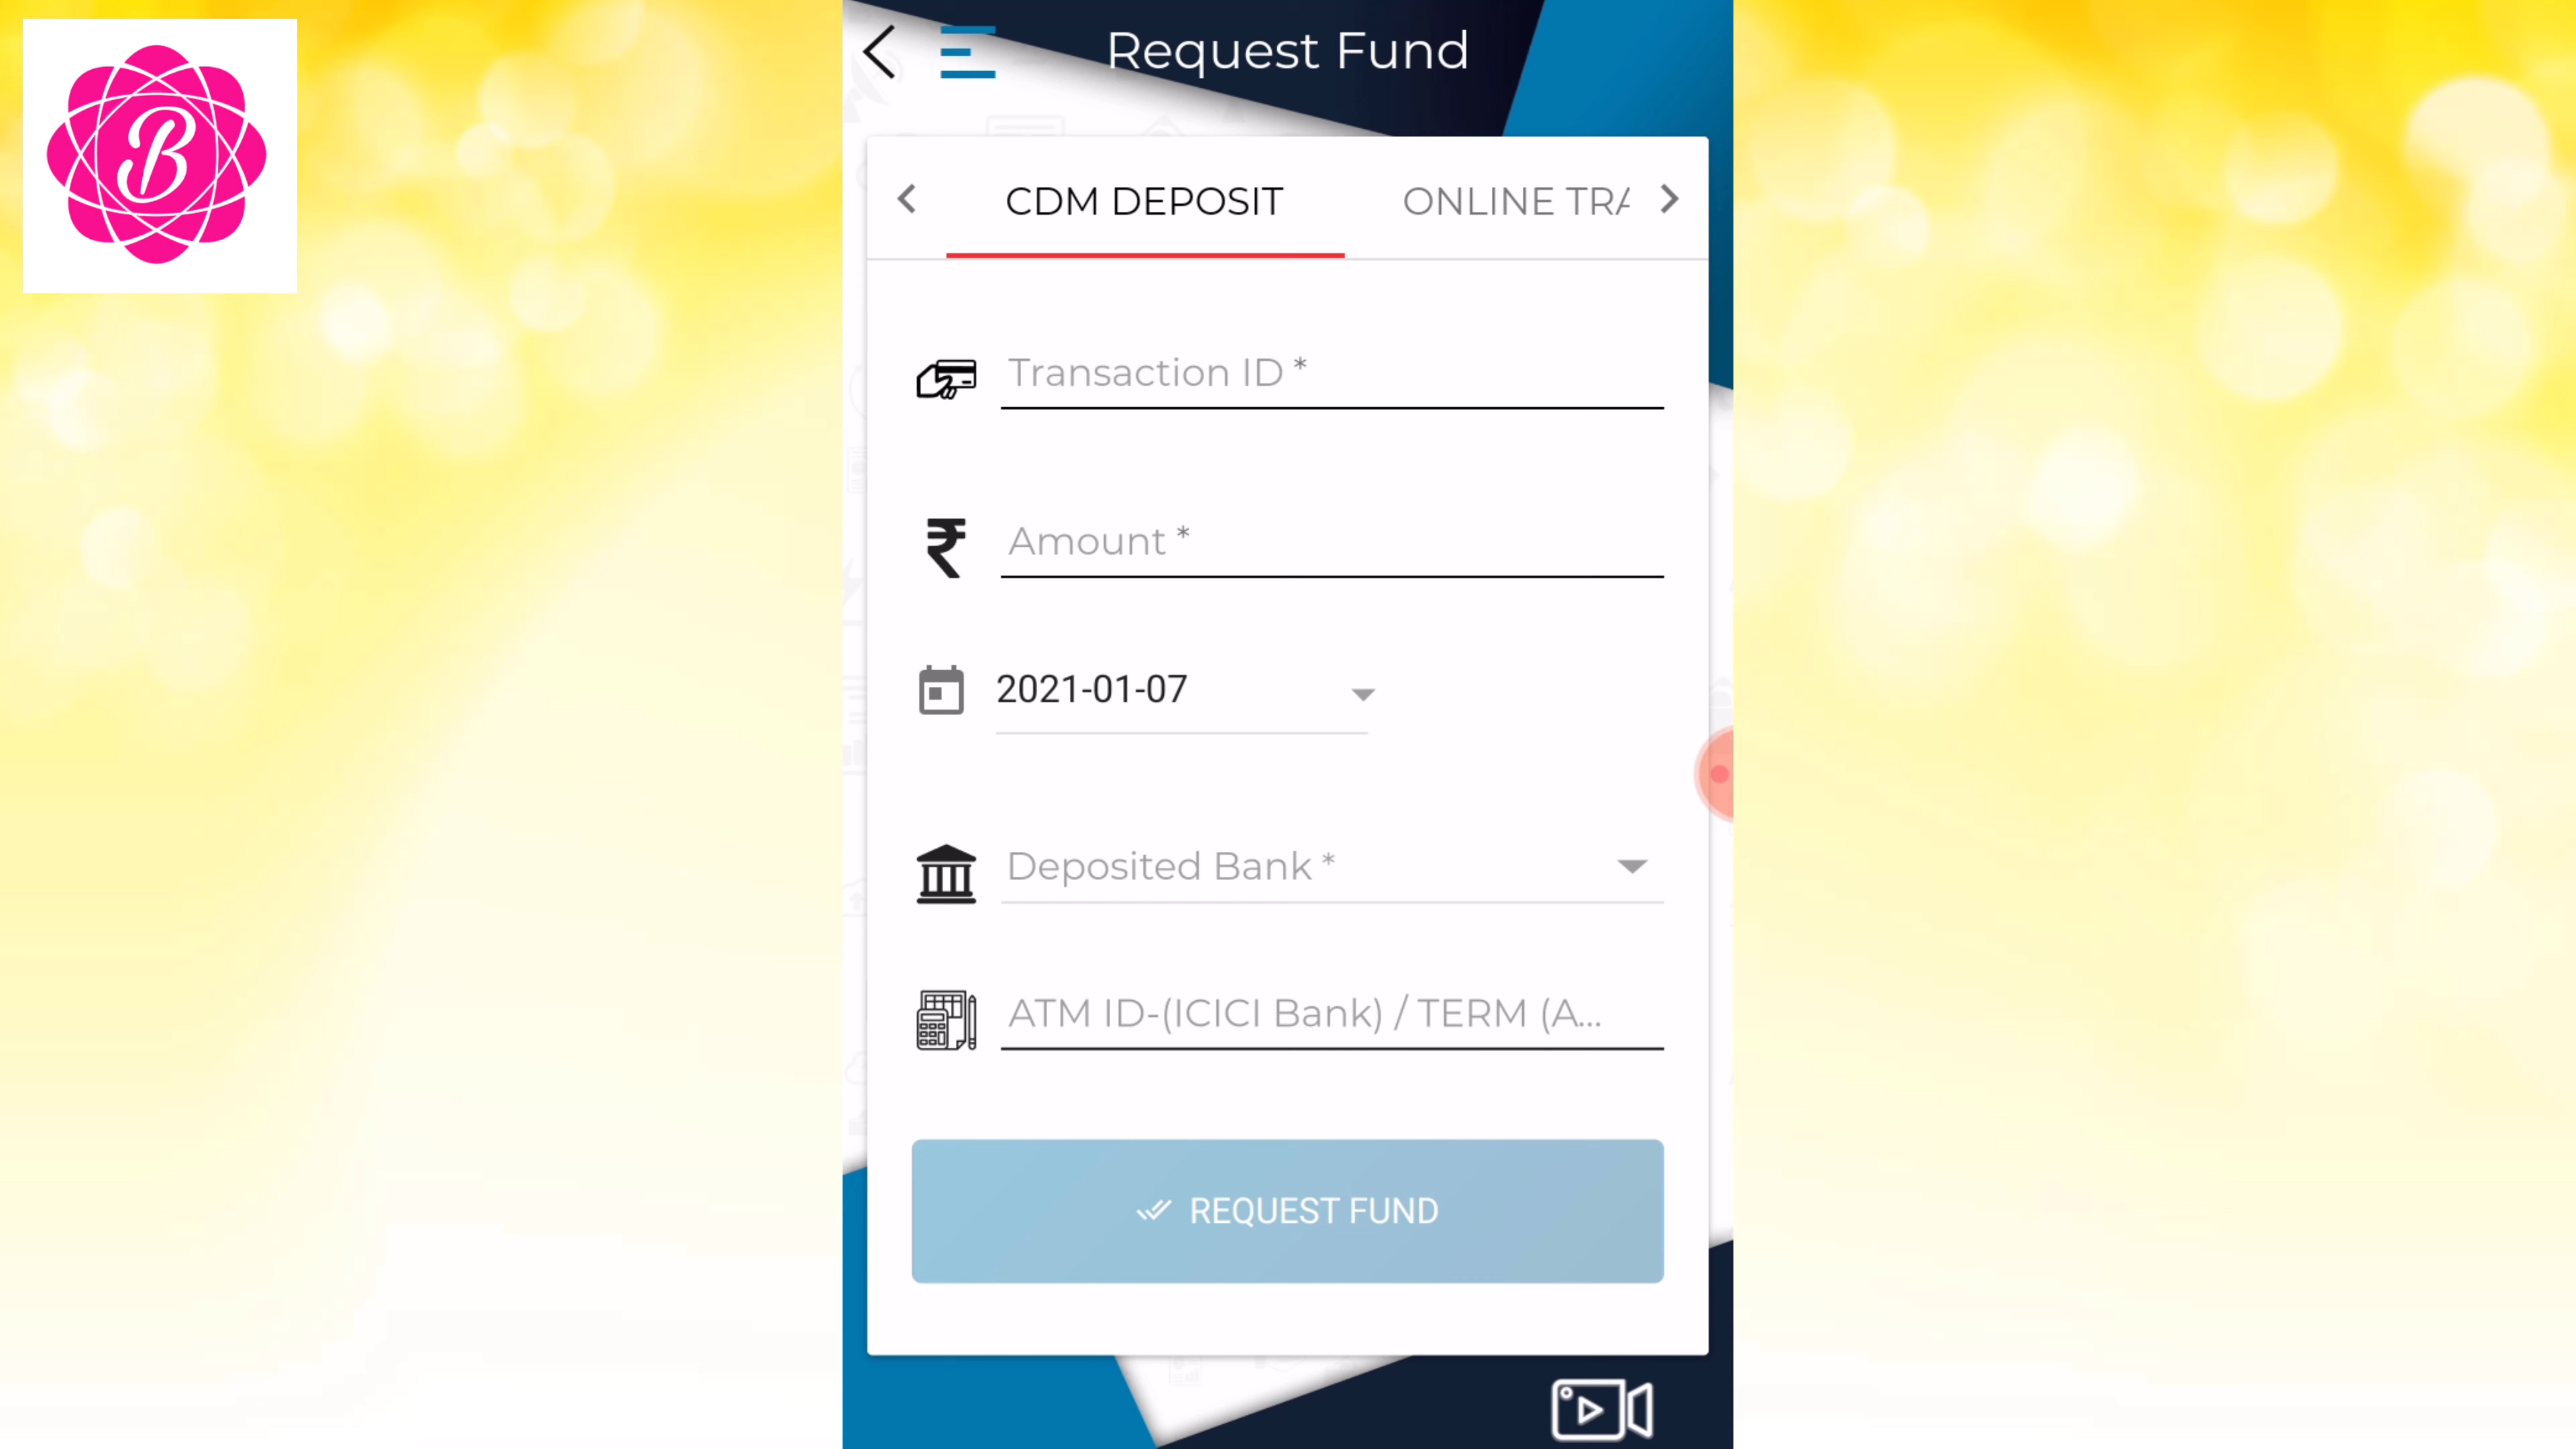 B
Request Fund
CDM DEPOSIT
ONLINE TRA
Transaction ID *
₹ Amount *
2021-01-07
Deposited Bank *
ATM ID-(ICICI Bank) / TERM (A...
REQUEST FUND